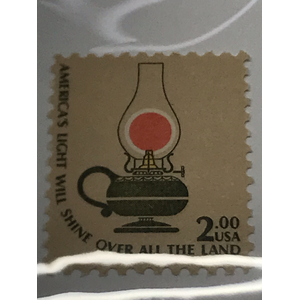 AMERICA'S LIGHT WILL SHINE OVER ALL THE LAND
2.00
USA